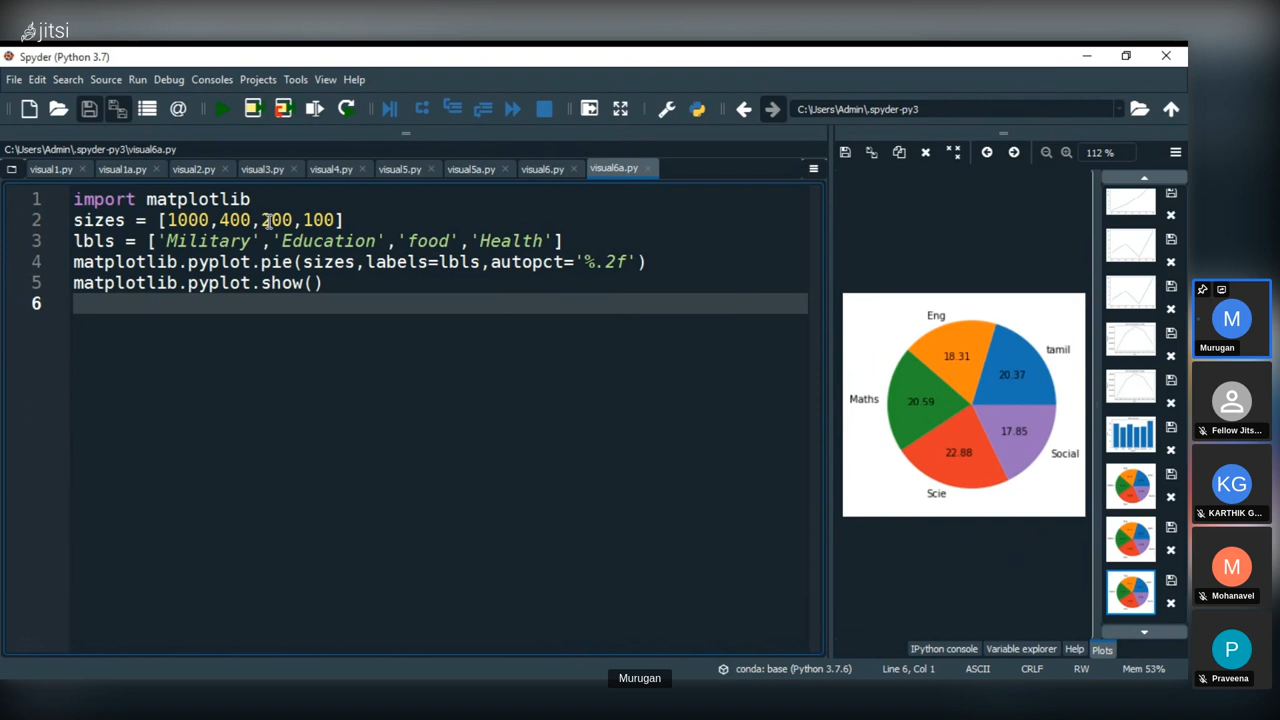 jitsi
Spyder (Python 3.7)
File Edit Search Source Run Debug Consoles Projects Tools View Help
C:\Users\Admin\.spyder-py3
C:\Users\Admin\.spyder-py3\visual6a.py
visual1.py visual1a.py visual2.py visual3.py visual4.py visual5.py visual5a.py visual6.py visual6a.py
112 %
1 import matplotlib
2 sizes = [1000,400,200,100]
3 lbls = ['Military','Education','food','Health']
4 matplotlib.pyplot.pie(sizes,labels=lbls,autopct='%.2f')
5 matplotlib.pyplot.show()
6
Eng
18.31
tamil
20.37
Maths
20.59
17.85
22.88
Social
Scie
M
Murugan
Fellow Jits...
KG
KARTHIK G...
M
Mohanavel
P
Praveena
IPython console Variable explorer Help Plots
conda: base (Python 3.7.6) Line 6, Col 1 ASCII CRLF RW Mem 53%
Murugan